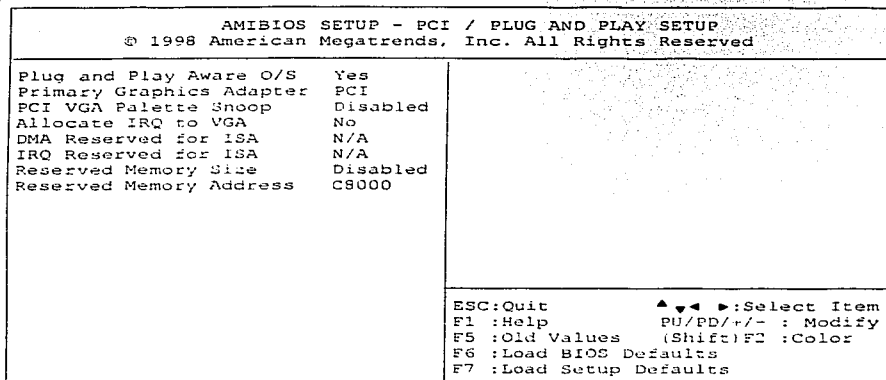 AMIBIOS SETUP - PCI / PLUG AND PLAY SETUP
© 1998 American Megatrends, Inc. All Rights Reserved
Plug and Play Aware O/S Yes
Primary Graphics Adapter PCI
PCI VGA Palette Snoop Disabled
Allocate IRQ to VGA No
DMA Reserved for ISA N/A
IRQ Reserved for ISA N/A
Reserved Memory Size Disabled
Reserved Memory Address C8000
ESC:Quit ▲▼◄ ►:Select Item
F1 :Help PU/PD/+/- : Modify
F5 :Old Values (Shift)F2 :Color
F6 :Load BIOS Defaults
F7 :Load Setup Defaults